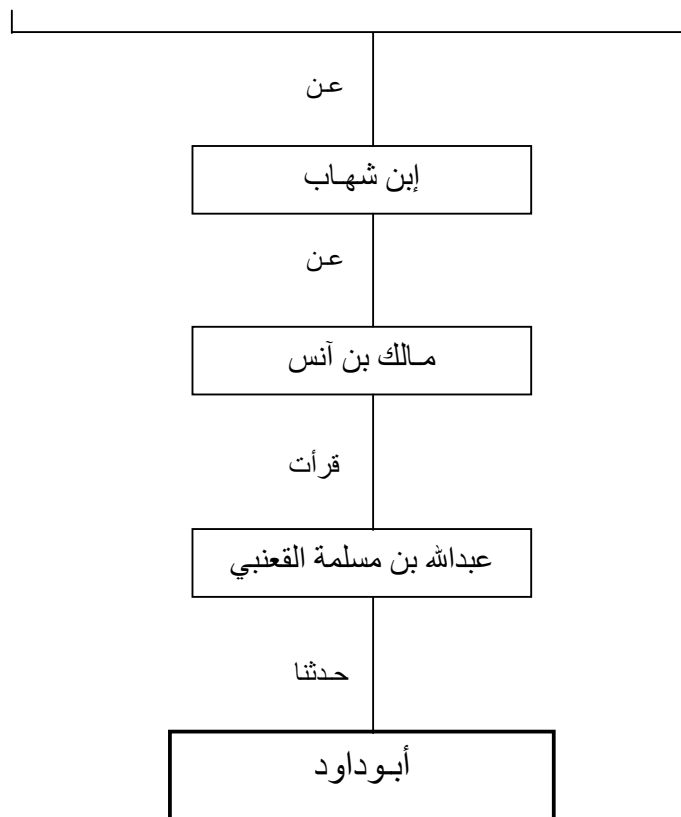 عن
إبن شهاب
عن
مالك بن آنس
قرأت
عبدالله بن مسلمة القعنبي
حدثنا
أبوداود